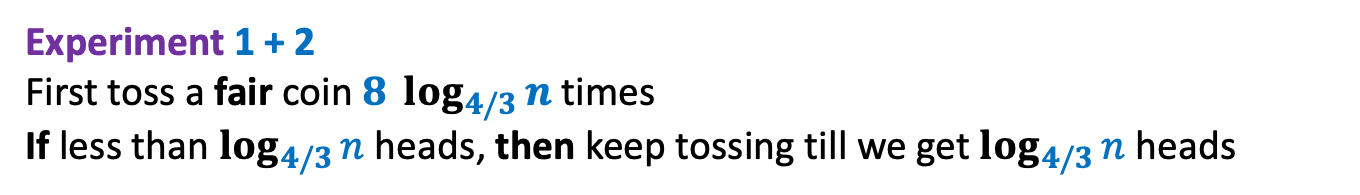 Experiment 1 + 2
First toss a fair coin 8 log₄/₃ n times
If less than log₄/₃ n heads, then keep tossing till we get log₄/₃ n heads